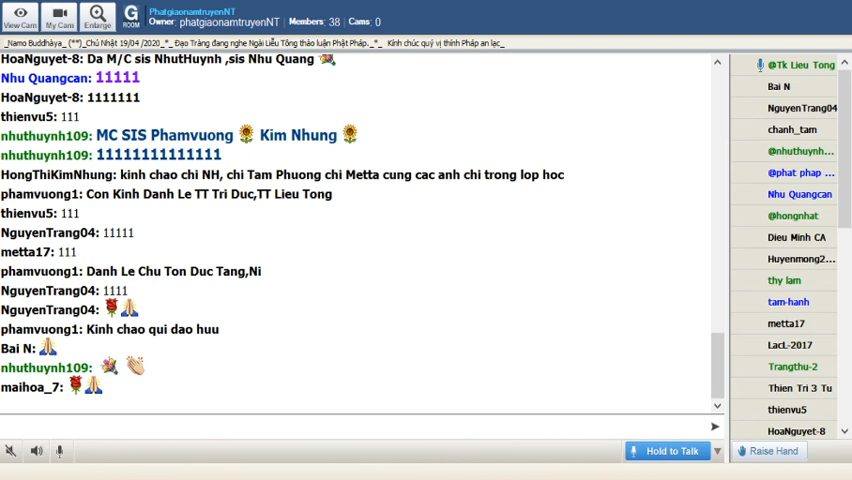 PhatgiaonamtruyenNT
Owner: phatgiaonamtruyenNT | Members: 38 | Cams: 0
View Cam
My Cam
Enlarge
G
ROOM
_Namo Buddhàya_ (**)_Chủ Nhật 19/04 /2020_*_ Đạo Tràng đang nghe Ngài Liễu Tông thảo luận Phật Pháp._*_ Kính chúc quý vị thính Pháp an lạc_
HoaNguyet-8: Da M/C sis NhutHuynh ,sis Nhu Quang
Nhu Quangcan: 11111
HoaNguyet-8: 1111111
thienvu5: 111
nhuthuynh109: MC SIS Phamvuong Kim Nhung
nhuthuynh109: 11111111111111
HongThiKimNhung: kinh chao chi NH, chi Tam Phuong chi Metta cung cac anh chi trong lop hoc
phamvuong1: Con Kinh Danh Le TT Tri Duc,TT Lieu Tong
thienvu5: 111
NguyenTrang04: 11111
metta17: 111
phamvuong1: Danh Le Chu Ton Duc Tang,Ni
NguyenTrang04: 1111
NguyenTrang04:
phamvuong1: Kinh chao qui dao huu
Bai N:
nhuthuynh109:
maihoa_7:
@Tk Lieu Tong
Bai N
NguyenTrang04
chanh_tam
@nhuthuynh...
@phat phap ...
Nhu Quangcan
@hongnhat
Dieu Minh CA
Huyenmong2...
thy lam
tam-hanh
metta17
LacL-2017
Trangthu-2
Thien Tri 3 Tu
thienvu5
HoaNguyet-8
Hold to Talk
Raise Hand